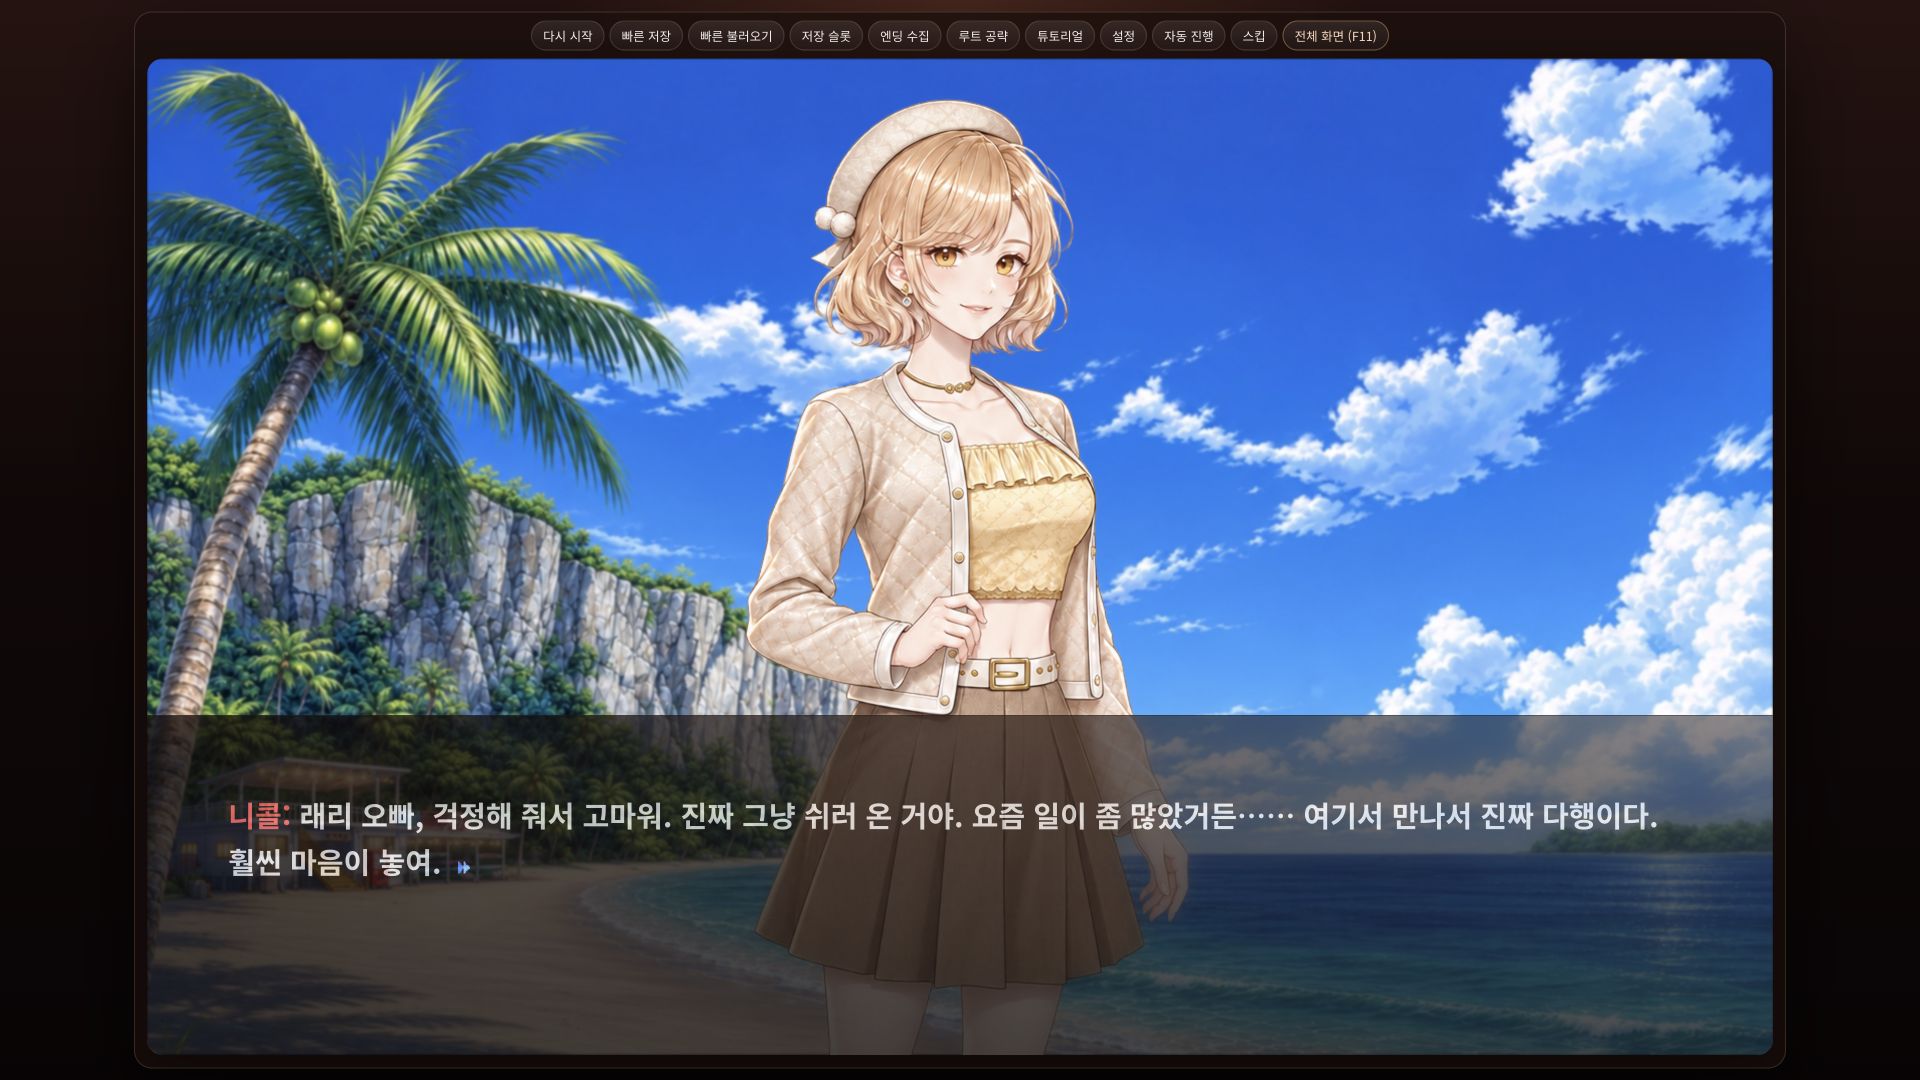 다시 시작
빠른 저장
빠른 불러오기
저장 슬롯
엔딩 수집
루트 공략
튜토리얼
설정
자동 진행
스킵
전체 화면 (F11)
니콜: 래리 오빠, 걱정해 줘서 고마워. 진짜 그냥 쉬러 온 거야. 요즘 일이 좀 많았거든…… 여기서 만나서 진짜 다행이다.
훨씬 마음이 놓여.